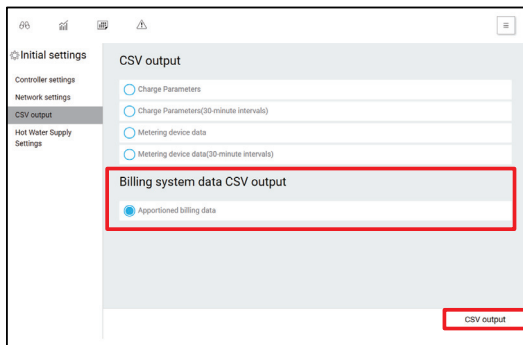 Initial settings
Controller settings
Network settings
CSV output
Hot Water Supply
Settings
CSV output
Charge Parameters
Charge Parameters(30-minute intervals)
Metering device data
Metering device data(30-minute intervals)
Billing system data CSV output
Apportioned billing data
CSV output